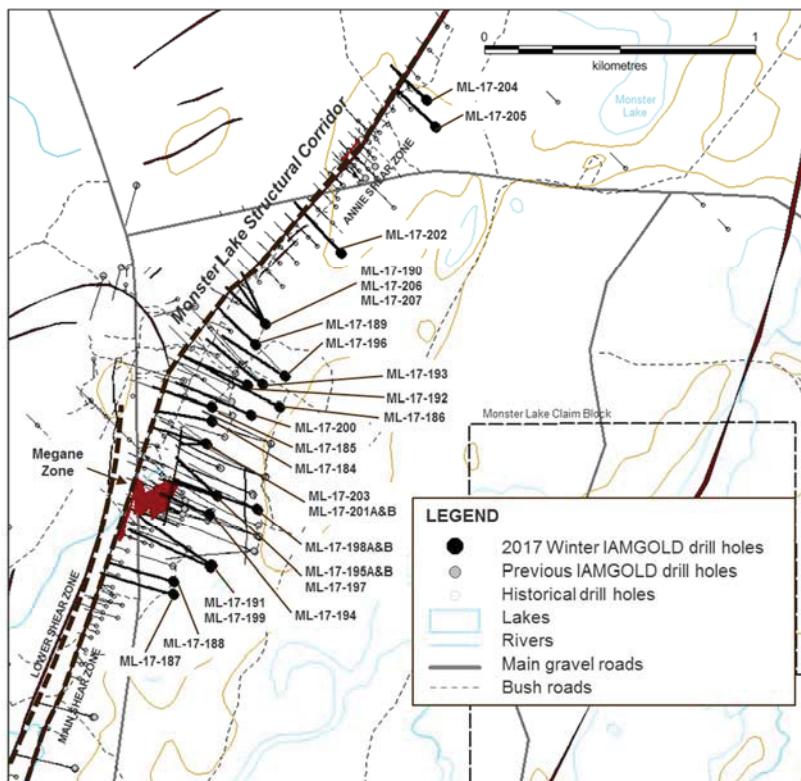 0
1
kilometres
ML-17-204
Monster
Lake
ML-17-205
Monster Lake Structural Corridor
ANNIE SHEAR ZONE
ML-17-202
ML-17-190
ML-17-206
ML-17-207
ML-17-189
ML-17-196
ML-17-193
ML-17-192
ML-17-186
Monster Lake Claim Block
ML-17-200
ML-17-185
Megane
Zone
ML-17-184
ML-17-203
ML-17-201A&B
ML-17-198A&B
ML-17-195A&B
ML-17-197
ML-17-191
ML-17-199
ML-17-194
ML-17-188
ML-17-187
LOWER SHEAR ZONE
MAIN SHEAR ZONE
LEGEND
2017 Winter IAMGOLD drill holes
Previous IAMGOLD drill holes
Historical drill holes
Lakes
Rivers
Main gravel roads
Bush roads